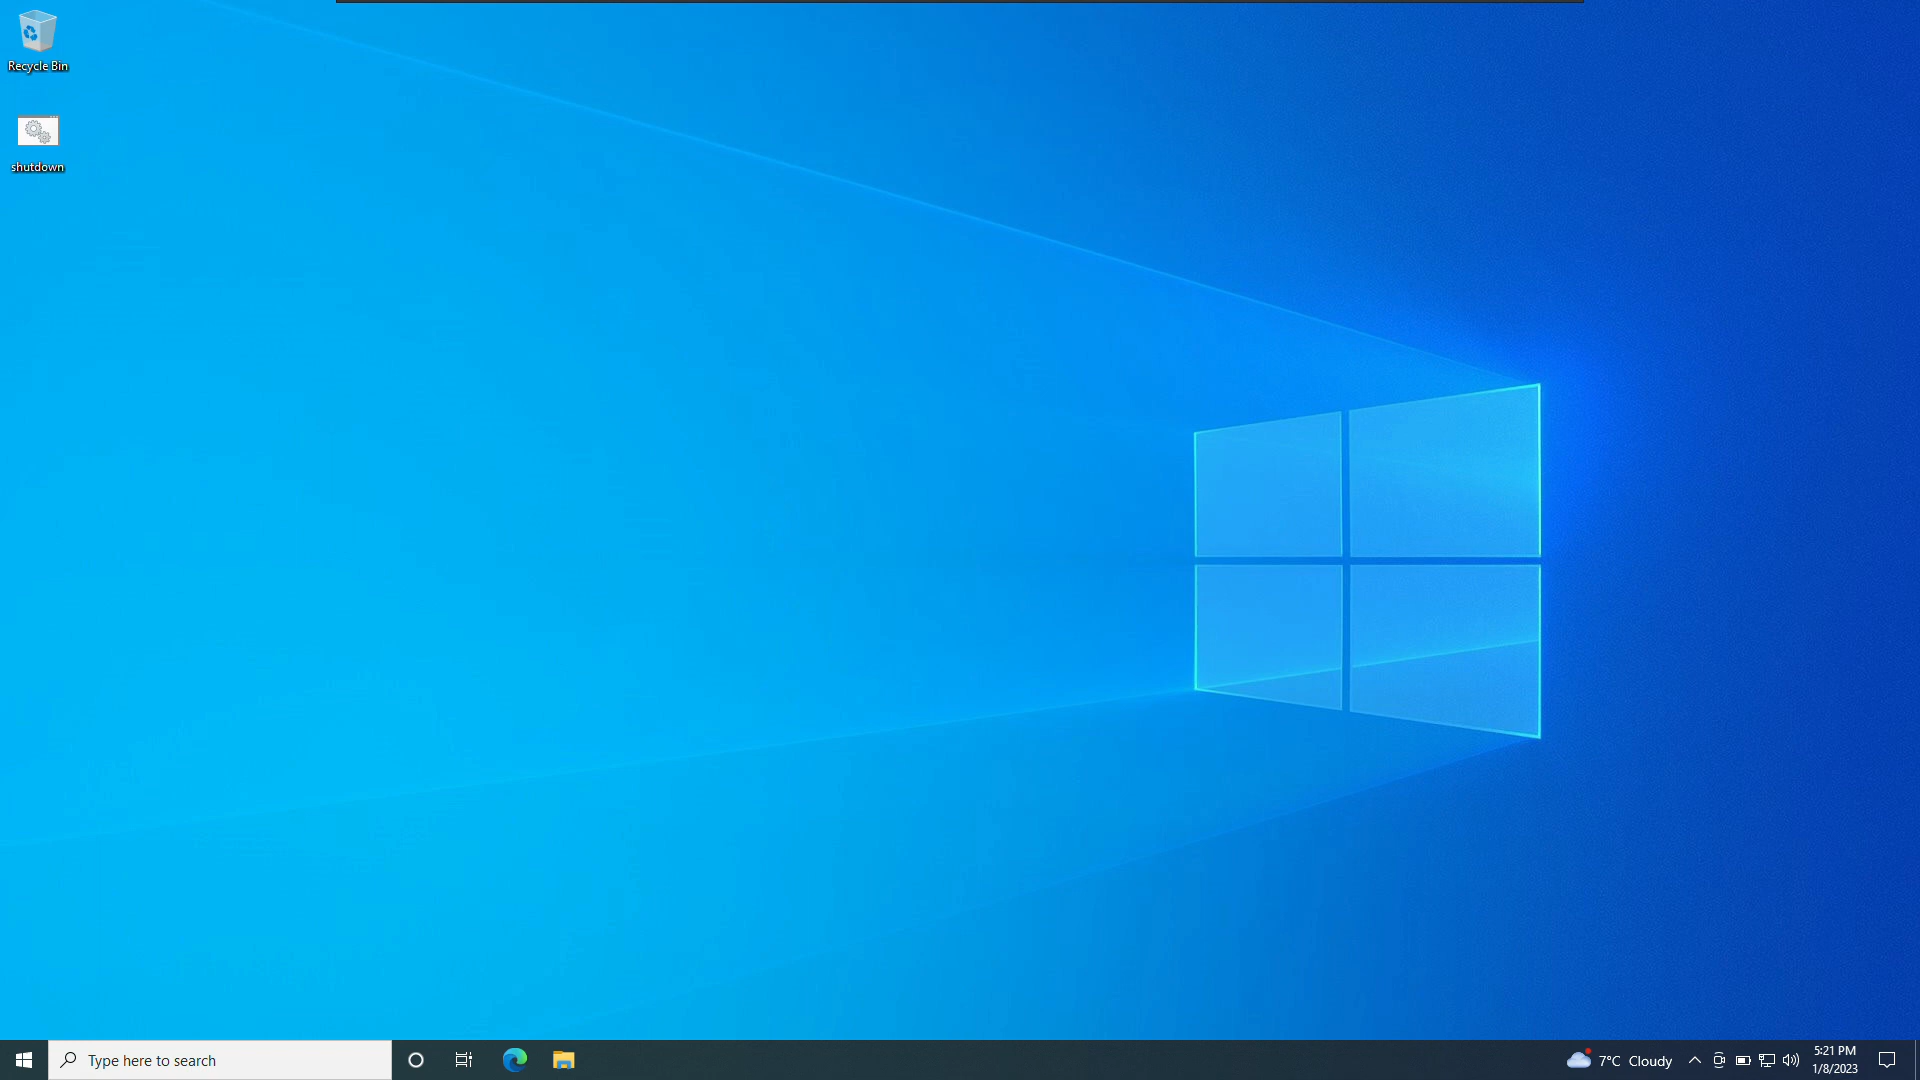 Recycle Bin
shutdown
Type here to search
7°C Cloudy
5:21 PM
1/8/2023